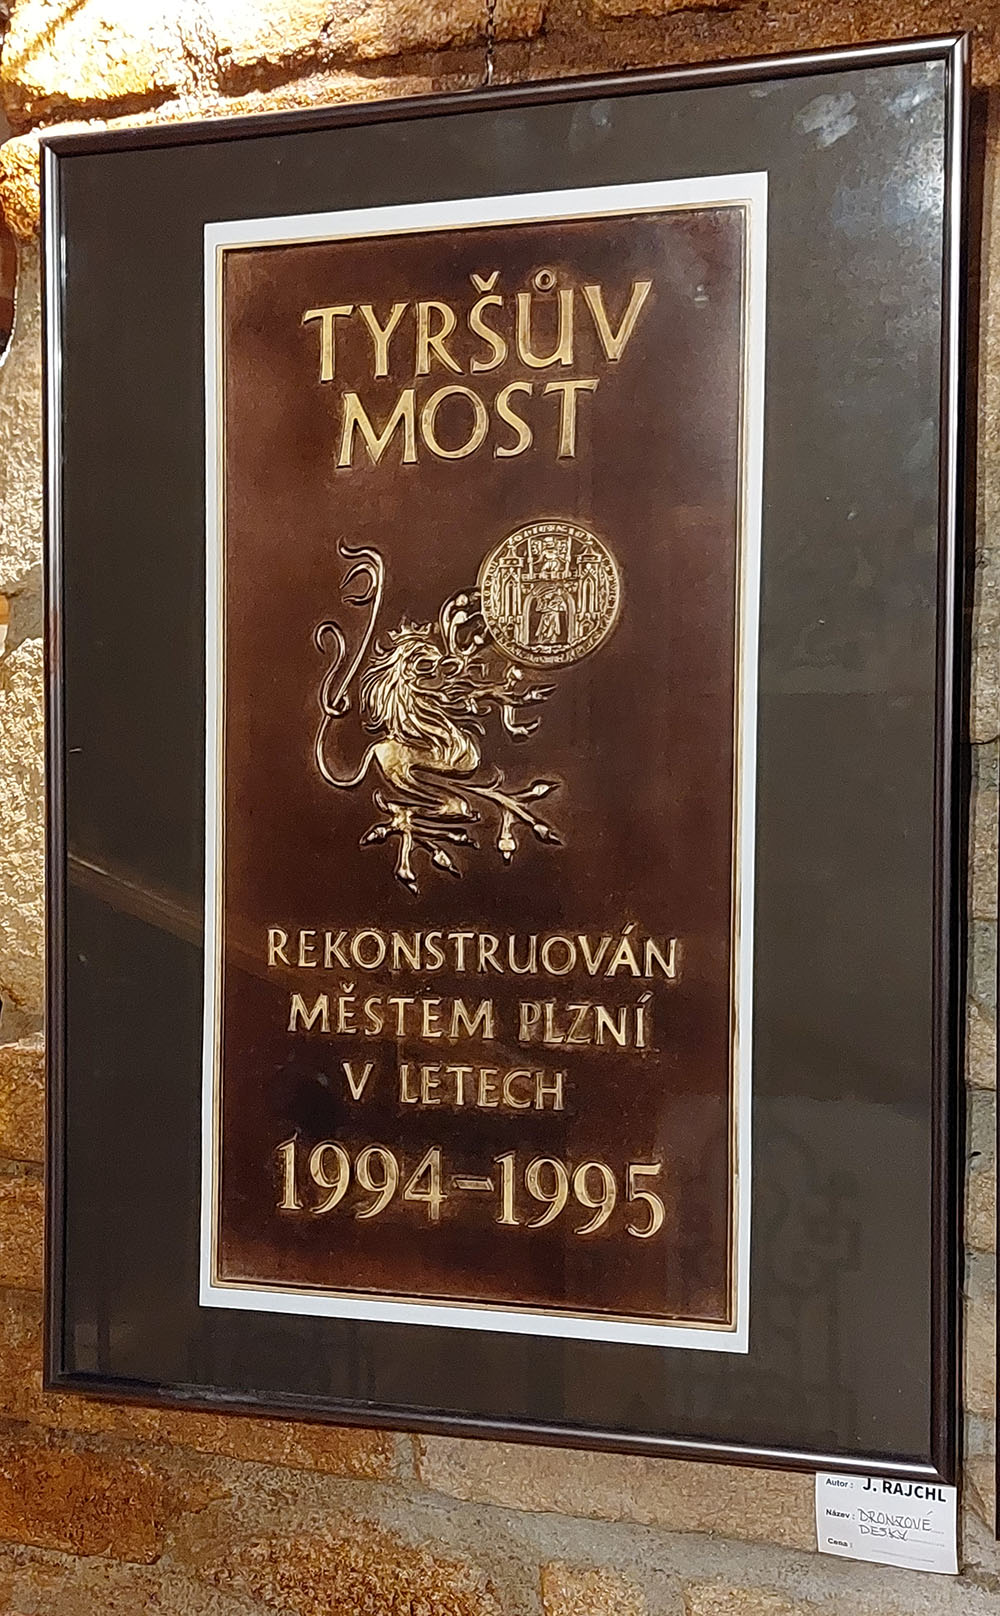 TYRŠŮV
MOST
REKONSTRUOVÁN
MĚSTEM PLZNÍ
V LETECH
1994–1995
Autor: J. RAJCHL
Název: BRONZOVÉ
DESKY
Cena: